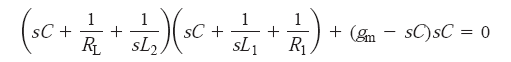 (sC + 1/R_L + 1/sL_2)(sC + 1/sL_1 + 1/R_1) + (g_m − sC)sC = 0